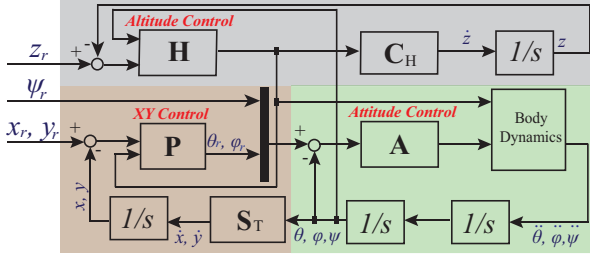 Altitude Control
z_r
+
-
H
C_H
ż
1/s
z
ψ_r
XY Control
Attitude Control
x_r, y_r
+
-
P
θ_r, φ_r
+
-
A
Body
Dynamics
x, y
1/s
ẋ, ẏ
S_T
θ, φ,ψ
1/s
1/s
θ̈, φ̈,ψ̈